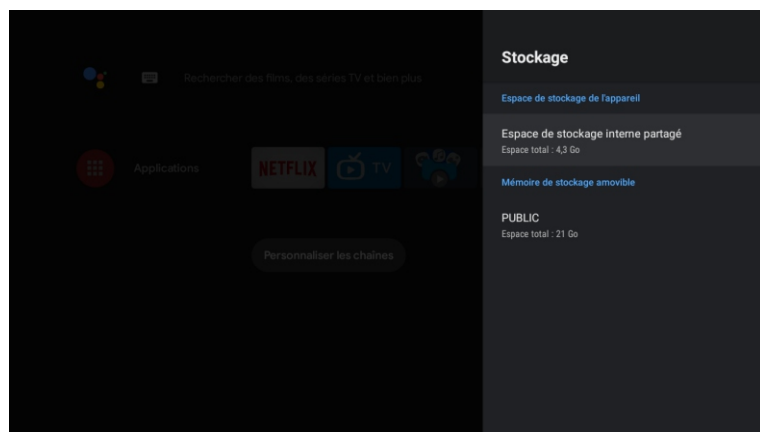 Stockage
Rechercher des films, des séries TV et bien plus
Espace de stockage de l'appareil
Espace de stockage interne partagé
Espace total : 4,3 Go
Applications
NETFLIX
TV
Mémoire de stockage amovible
PUBLIC
Espace total : 21 Go
Personnaliser les chaînes